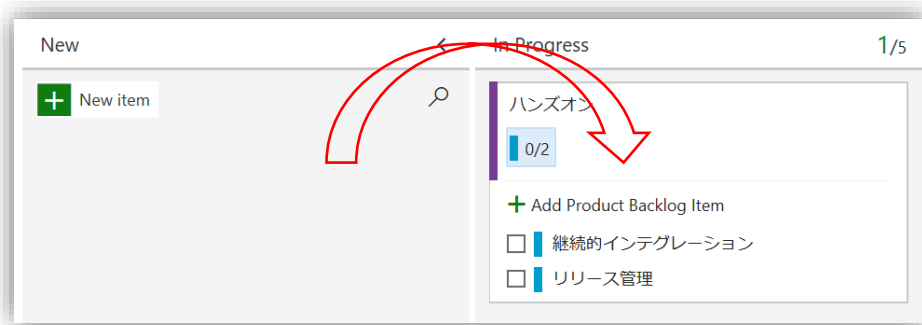 New
New item
In Progress 1/5
ハンズオン
0/2
Add Product Backlog Item
継続的インテグレーション
リリース管理